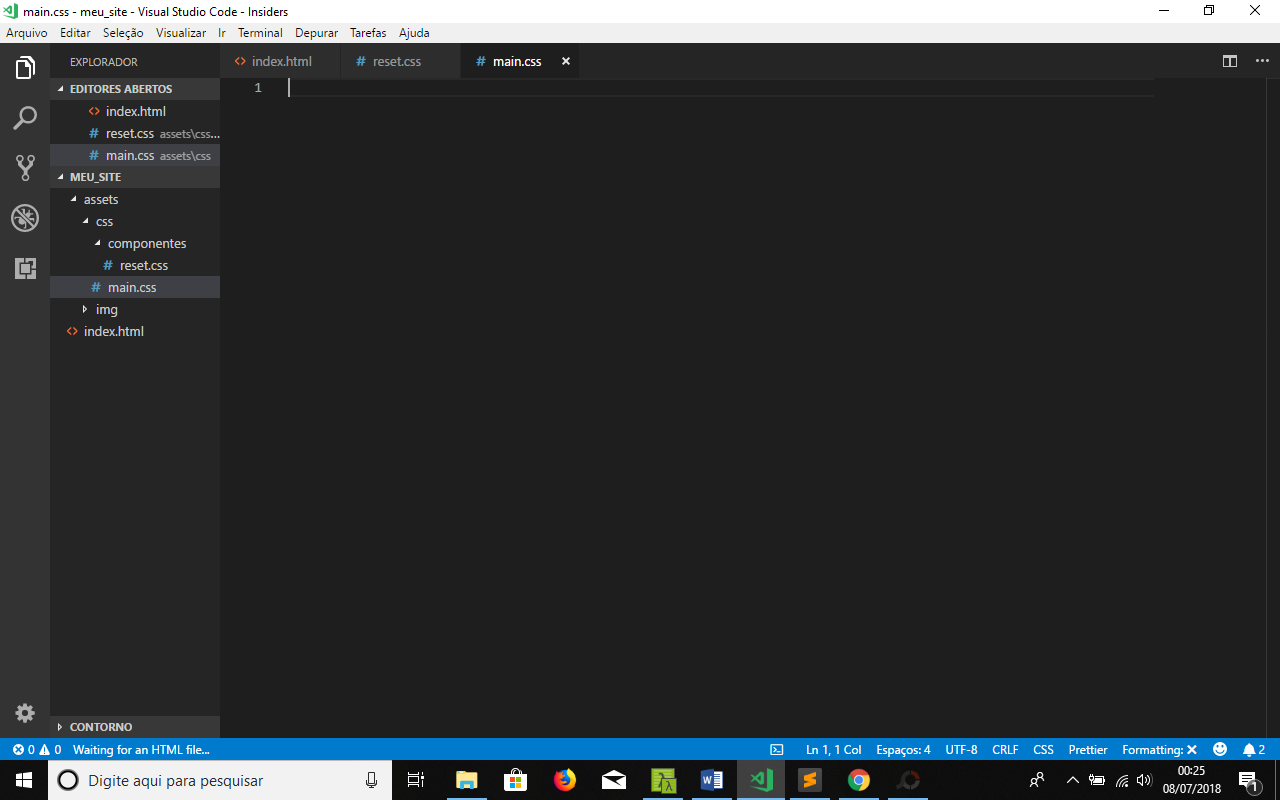 main.css - meu_site - Visual Studio Code - Insiders
Arquivo Editar Seleção Visualizar Ir Terminal Depurar Tarefas Ajuda
EXPLORADOR
<> index.html # reset.css # main.css ×
EDITORES ABERTOS
<> index.html
# reset.css assets\css...
# main.css assets\css
MEU_SITE
assets
css
componentes
# reset.css
# main.css
img
<> index.html
CONTORNO
1
0 0 Waiting for an HTML file... Ln 1, 1 Col Espaços: 4 UTF-8 CRLF CSS Prettier Formatting: × 2
Digite aqui para pesquisar
00:25
08/07/2018
1